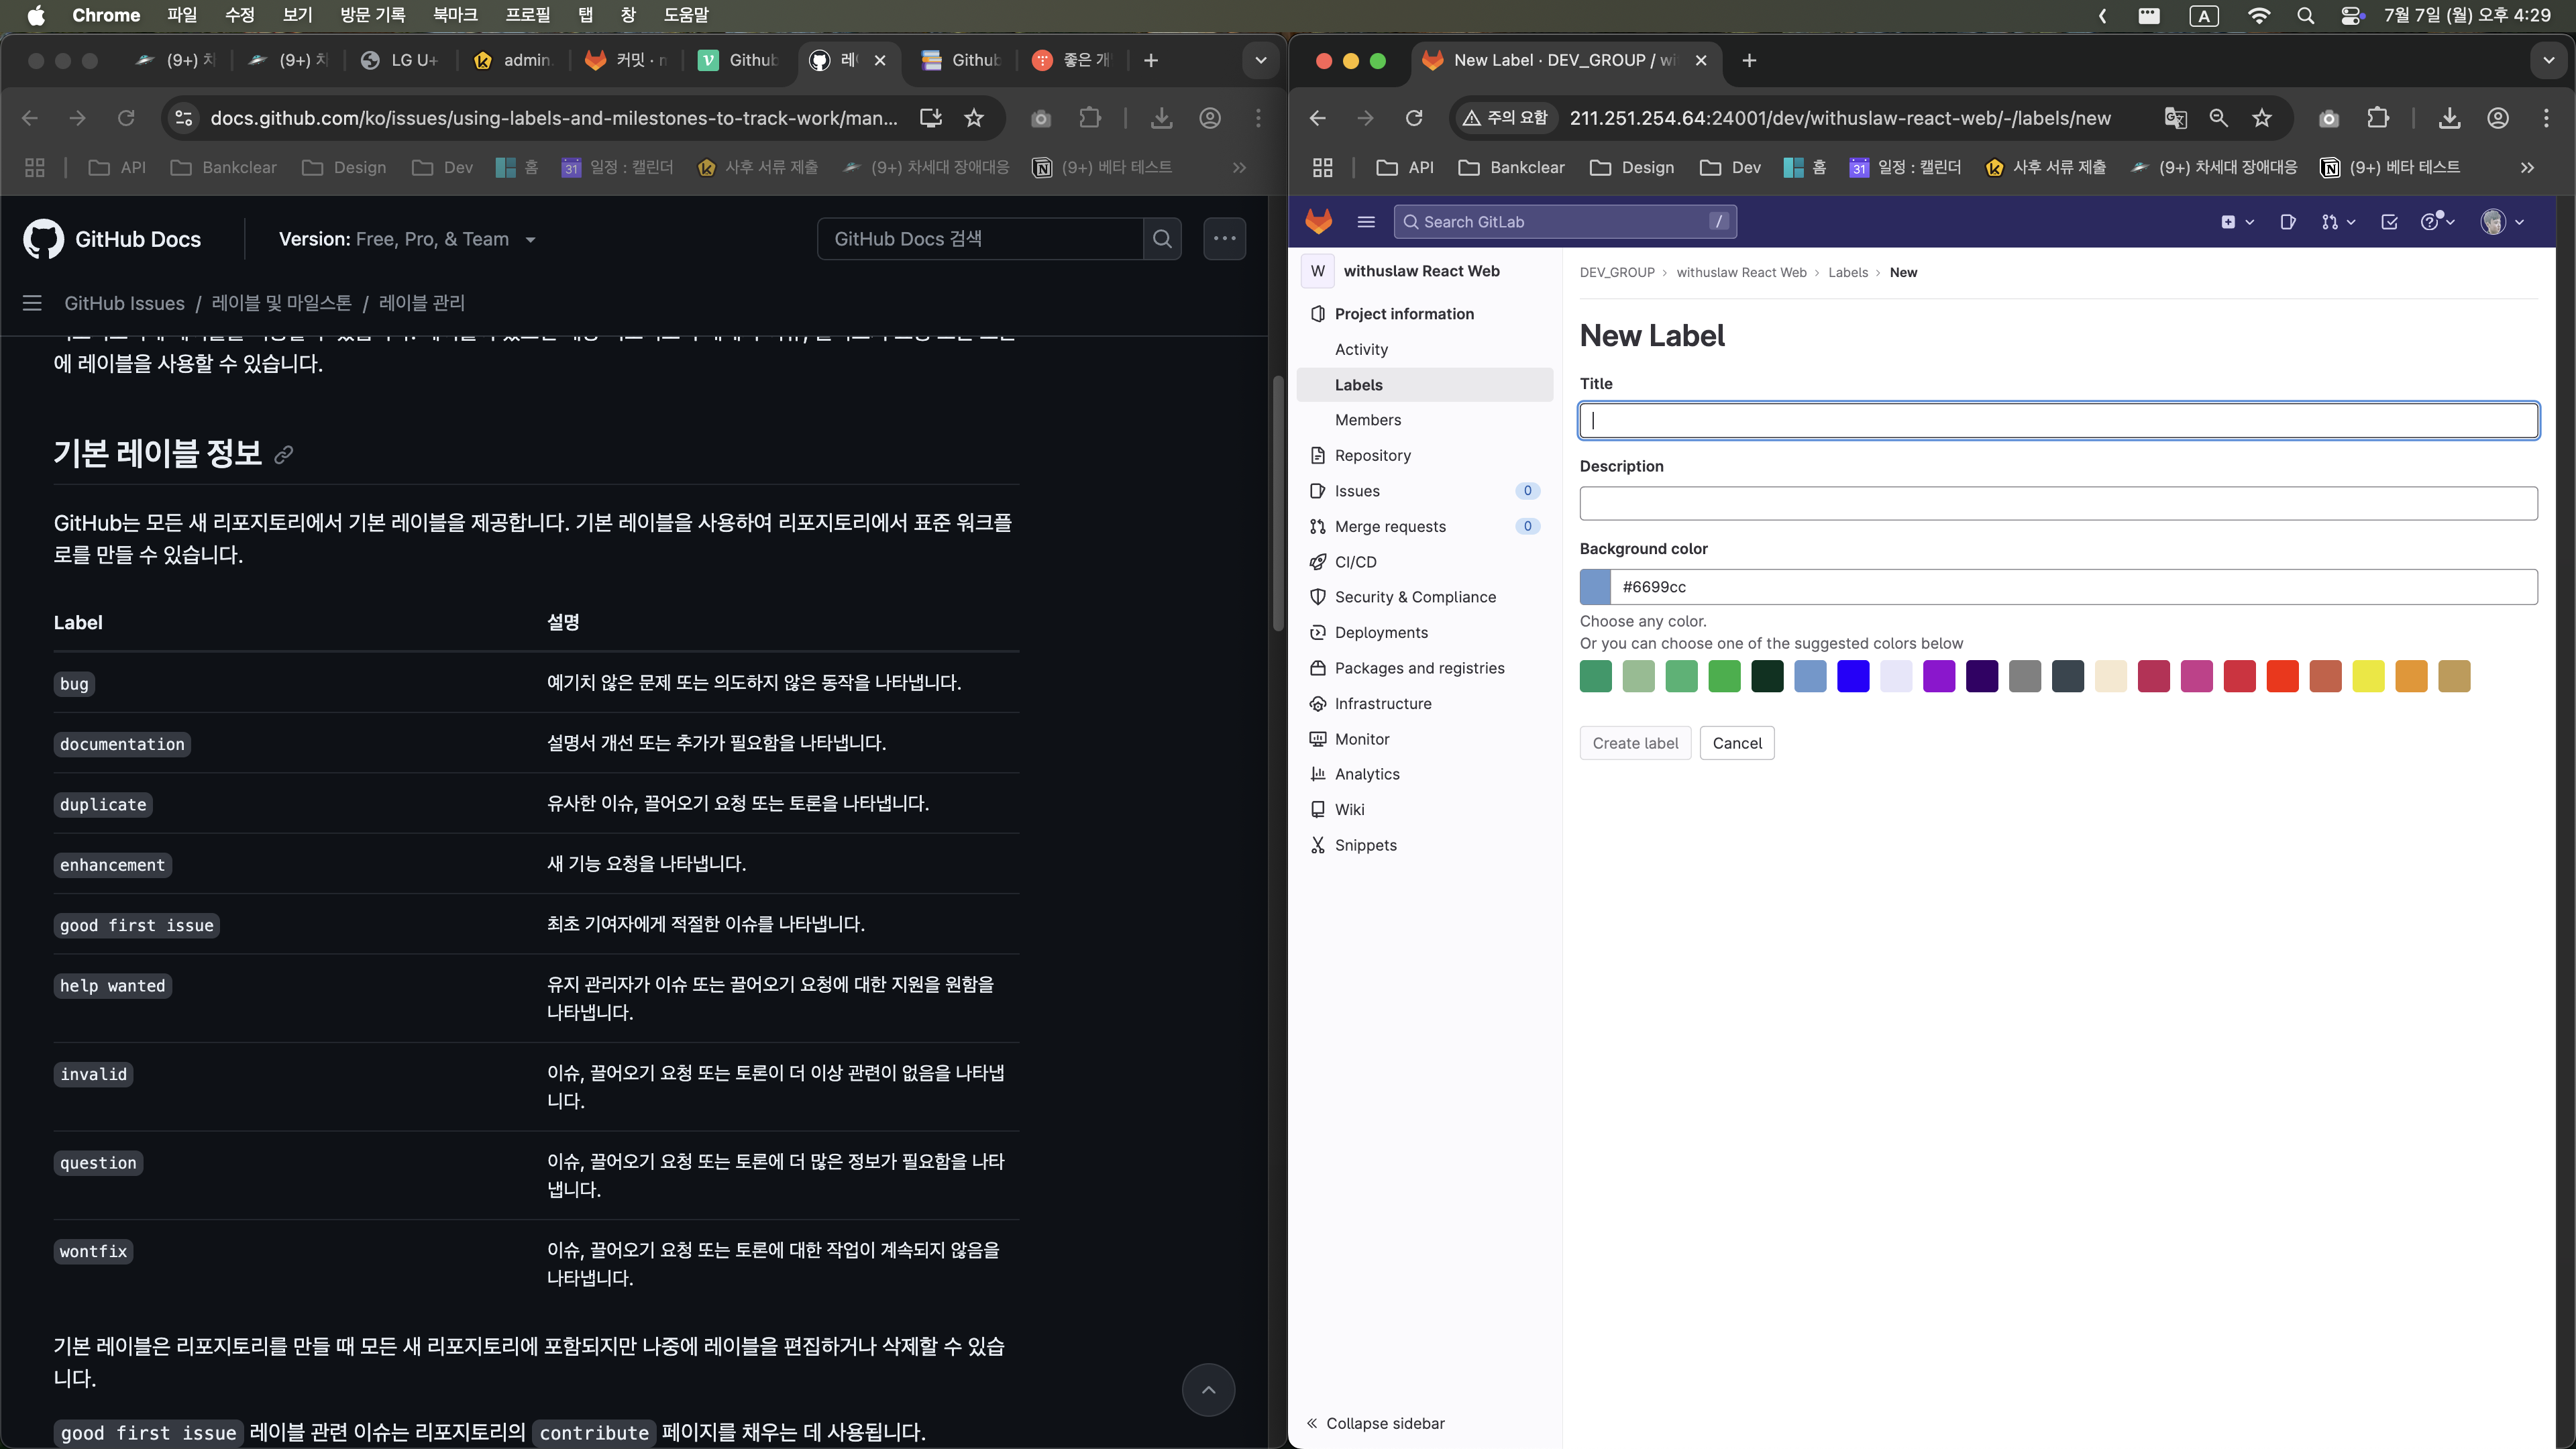 Chrome 파일 수정 보기 방문 기록 북마크 프로필 탭 창 도움말
A 7월 7일 (월) 오후 4:29
(9+) 차 (9+) 차 LG U+ admin. 커밋 · Github 레 Github 좋은 개
docs.github.com/ko/issues/using-labels-and-milestones-to-track-work/man...
API Bankclear Design Dev 홈 31 일정 : 캘린더 사후 서류 제출 (9+) 차세대 장애대응 (9+) 베타 테스트
GitHub Docs Version: Free, Pro, & Team GitHub Docs 검색
GitHub Issues / 레이블 및 마일스톤 / 레이블 관리
에 레이블을 사용할 수 있습니다.
기본 레이블 정보
GitHub는 모든 새 리포지토리에서 기본 레이블을 제공합니다. 기본 레이블을 사용하여 리포지토리에서 표준 워크플
로를 만들 수 있습니다.
Label 설명
bug 예기치 않은 문제 또는 의도하지 않은 동작을 나타냅니다.
documentation 설명서 개선 또는 추가가 필요함을 나타냅니다.
duplicate 유사한 이슈, 끌어오기 요청 또는 토론을 나타냅니다.
enhancement 새 기능 요청을 나타냅니다.
good first issue 최초 기여자에게 적절한 이슈를 나타냅니다.
help wanted 유지 관리자가 이슈 또는 끌어오기 요청에 대한 지원을 원함을
나타냅니다.
invalid 이슈, 끌어오기 요청 또는 토론이 더 이상 관련이 없음을 나타냅
니다.
question 이슈, 끌어오기 요청 또는 토론에 더 많은 정보가 필요함을 나타
냅니다.
wontfix 이슈, 끌어오기 요청 또는 토론에 대한 작업이 계속되지 않음을
나타냅니다.
기본 레이블은 리포지토리를 만들 때 모든 새 리포지토리에 포함되지만 나중에 레이블을 편집하거나 삭제할 수 있습
니다.
good first issue 레이블 관련 이슈는 리포지토리의 contribute 페이지를 채우는 데 사용됩니다.
New Label · DEV_GROUP / wi
주의 요함 211.251.254.64:24001/dev/withuslaw-react-web/-/labels/new
API Bankclear Design Dev 홈 31 일정 : 캘린더 사후 서류 제출 (9+) 차세대 장애대응 (9+) 베타 테스트
Search GitLab /
W withuslaw React Web
Project information
Activity
Labels
Members
Repository
Issues 0
Merge requests 0
CI/CD
Security & Compliance
Deployments
Packages and registries
Infrastructure
Monitor
Analytics
Wiki
Snippets
Collapse sidebar
DEV_GROUP › withuslaw React Web › Labels › New
New Label
Title
Description
Background color
#6699cc
Choose any color.
Or you can choose one of the suggested colors below
Create label Cancel